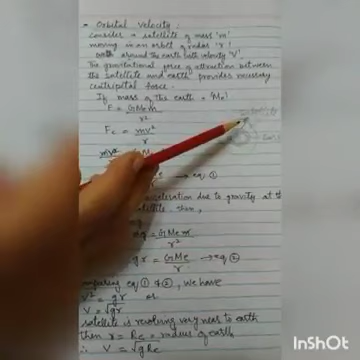 → Orbital Velocity :
Consider a satellite of mass 'm'
moving in an orbit of radius 'r'
around the earth with velocity 'V'
The gravitational force of attraction between
the satellite and earth provides necessary
centripetal force.
If mass of the earth = 'Me'
F = GMem / r²
Fc = mv² / r
→ eq ①
acceleration due to gravity at the
satellite then,
= GMem / r²
gr = GMe / r → eq ②
comparing eq ① & ②, we have
V² = gr or
V = √gr
satellite is revolving very near to earth
then r = Re = radius of earth
∴ V = √gRe